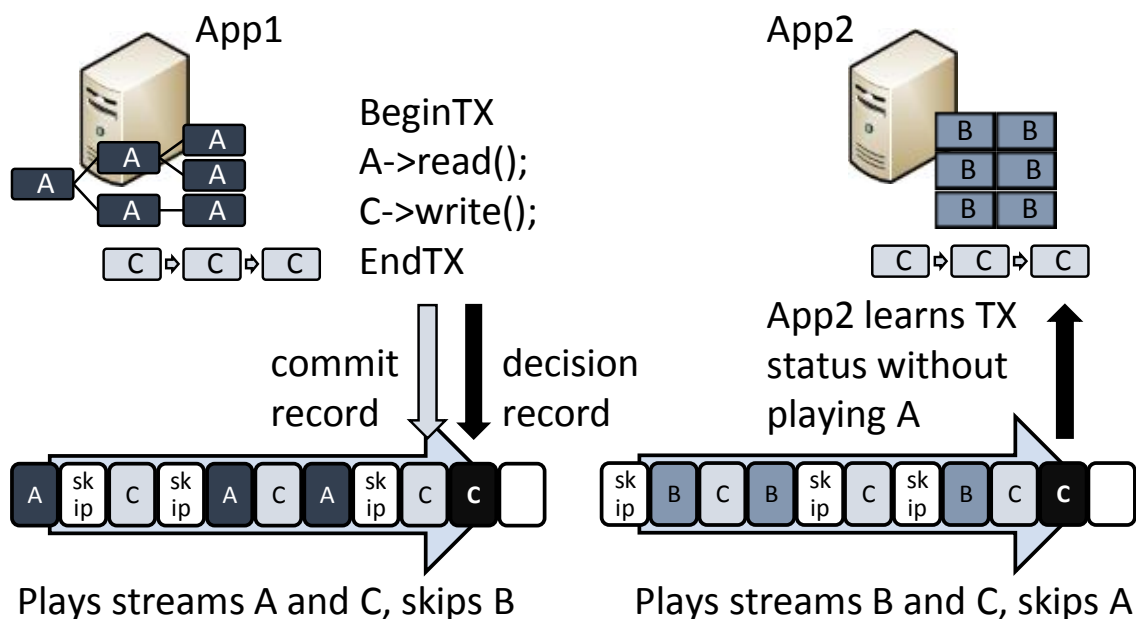 App1
A
A
A
A
A
A
C C C
BeginTX
A->read();
C->write();
EndTX
commit
record
decision
record
A sk ip C sk ip A C A sk ip C C
Plays streams A and C, skips B
App2
B B
B B
B B
C C C
App2 learns TX
status without
playing A
sk ip B C B sk ip C sk ip B C C
Plays streams B and C, skips A